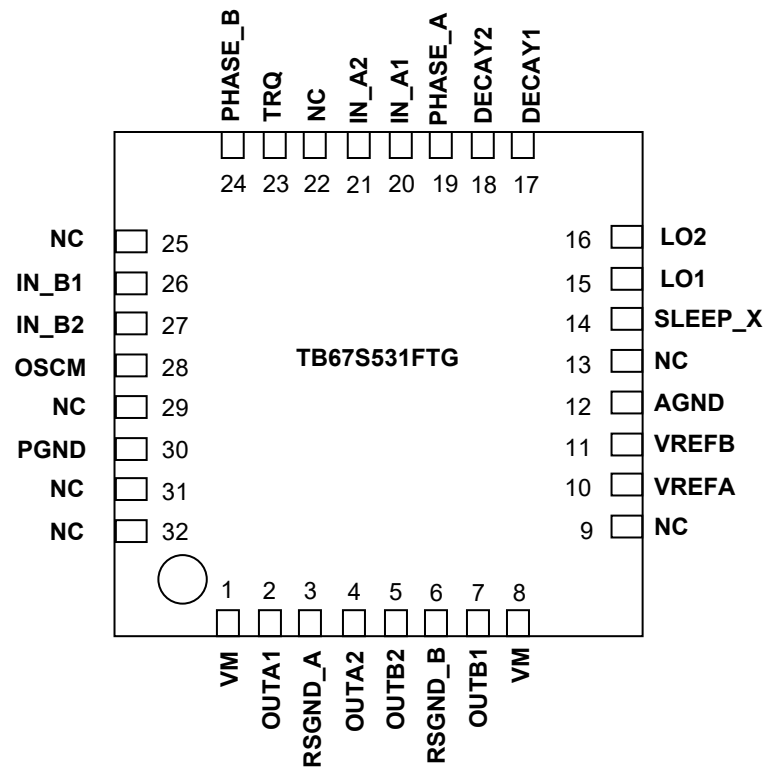 PHASE_B
TRQ
NC
IN_A2
IN_A1
PHASE_A
DECAY2
DECAY1
24 23 22 21 20 19 18 17
NC 25
IN_B1 26
IN_B2 27
OSCM 28
NC 29
PGND 30
NC 31
NC 32
TB67S531FTG
16 LO2
15 LO1
14 SLEEP_X
13 NC
12 AGND
11 VREFB
10 VREFA
9 NC
1 2 3 4 5 6 7 8
VM
OUTA1
RSGND_A
OUTA2
OUTB2
RSGND_B
OUTB1
VM